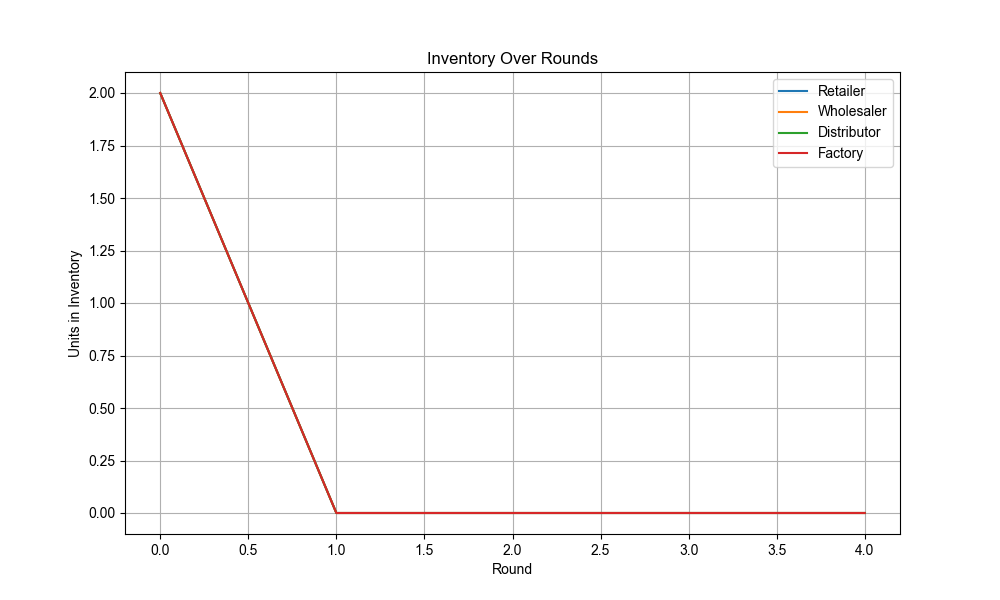 Inventory Over Rounds
Retailer
Wholesaler
Distributor
Factory
Units in Inventory
2.00
1.75
1.50
1.25
1.00
0.75
0.50
0.25
0.00
0.0 0.5 1.0 1.5 2.0 2.5 3.0 3.5 4.0
Round